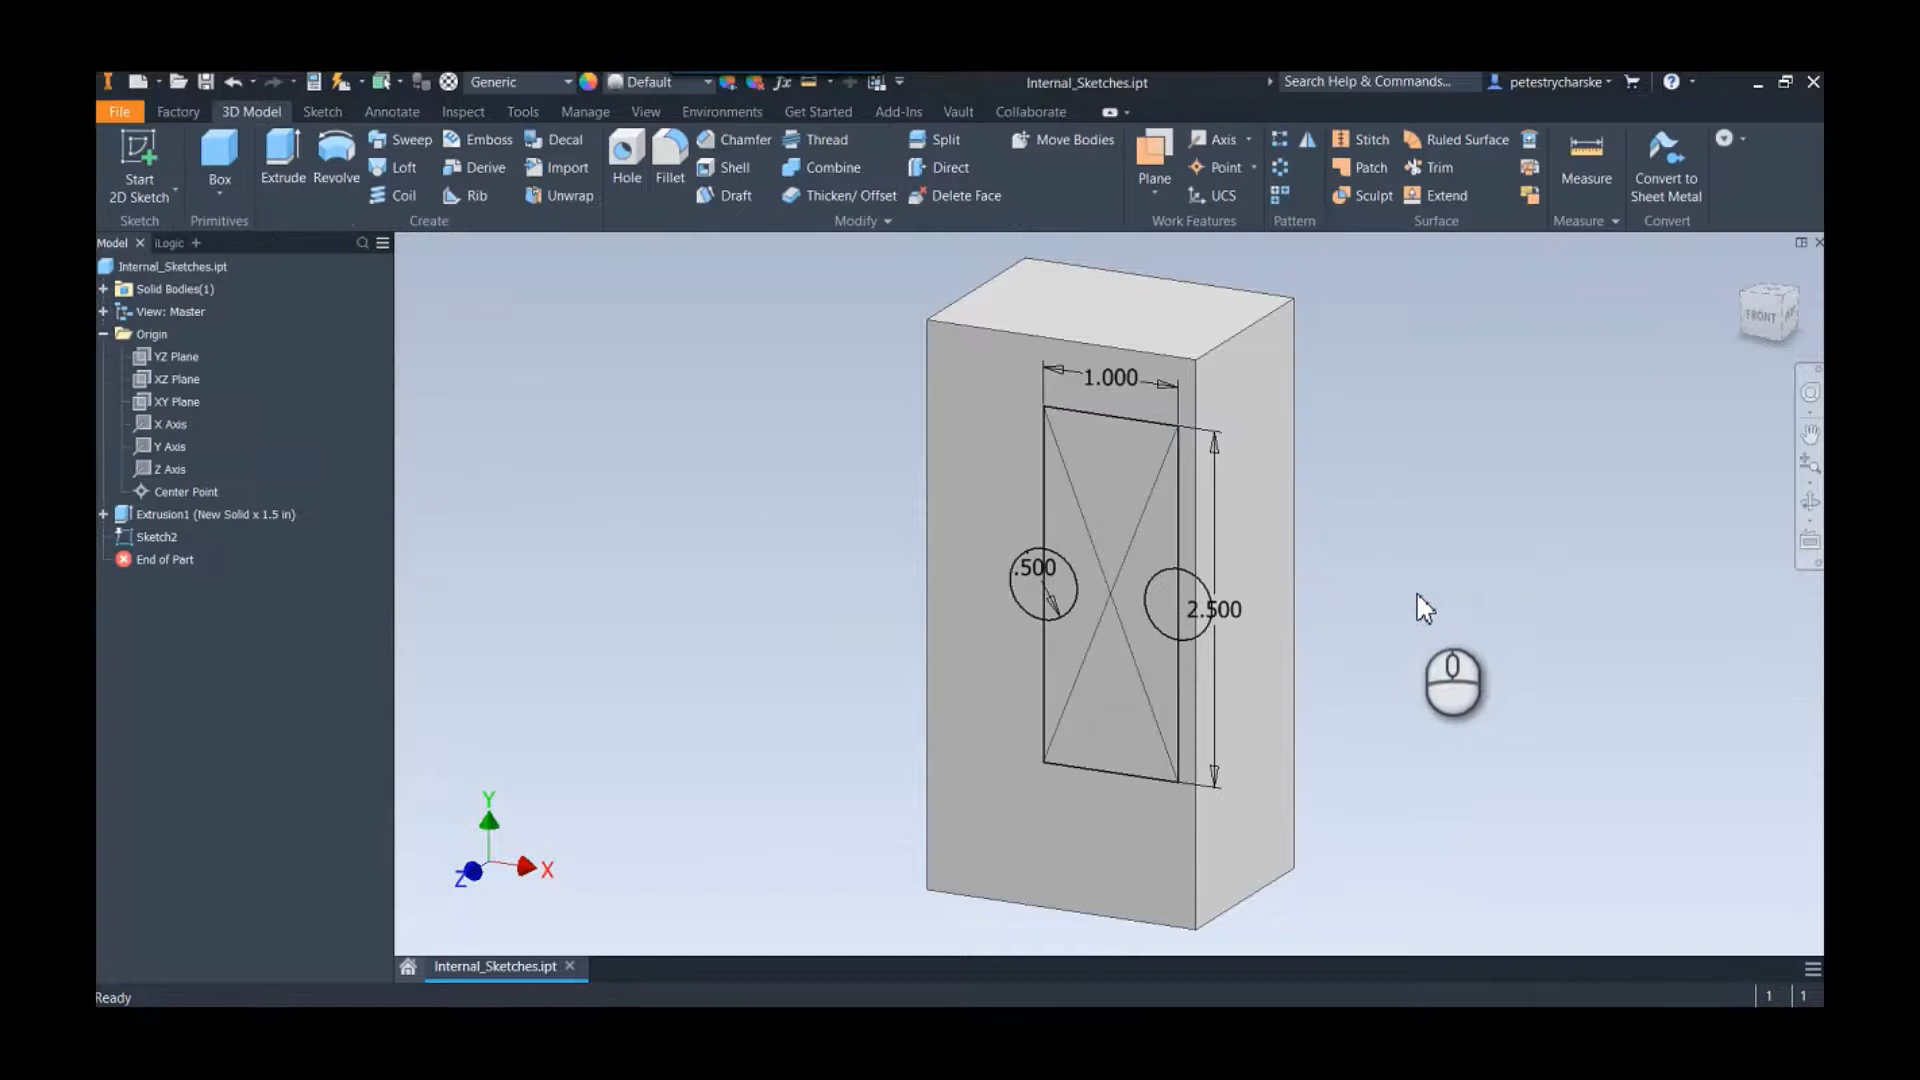 Generic
Default
Internal_Sketches.ipt
Search Help & Commands...
petestrycharske
File
Factory
3D Model
Sketch
Annotate
Inspect
Tools
Manage
View
Environments
Get Started
Add-Ins
Vault
Collaborate
Start
2D Sketch
Box
Extrude
Revolve
Sweep
Loft
Coil
Emboss
Derive
Rib
Decal
Import
Unwrap
Hole
Fillet
Chamfer
Shell
Draft
Thread
Combine
Thicken/ Offset
Split
Direct
Delete Face
Move Bodies
Plane
Axis
Point
UCS
Stitch
Patch
Sculpt
Ruled Surface
Trim
Extend
Measure
Convert to
Sheet Metal
Sketch
Primitives
Create
Modify
Work Features
Pattern
Surface
Measure
Convert
Model
iLogic
Internal_Sketches.ipt
Solid Bodies(1)
View: Master
Origin
YZ Plane
XZ Plane
XY Plane
X Axis
Y Axis
Z Axis
Center Point
Extrusion1 (New Solid x 1.5 in)
Sketch2
End of Part
FRONT
1.000
.500
2.500
Y
X
Z
Internal_Sketches.ipt
Ready
1
1